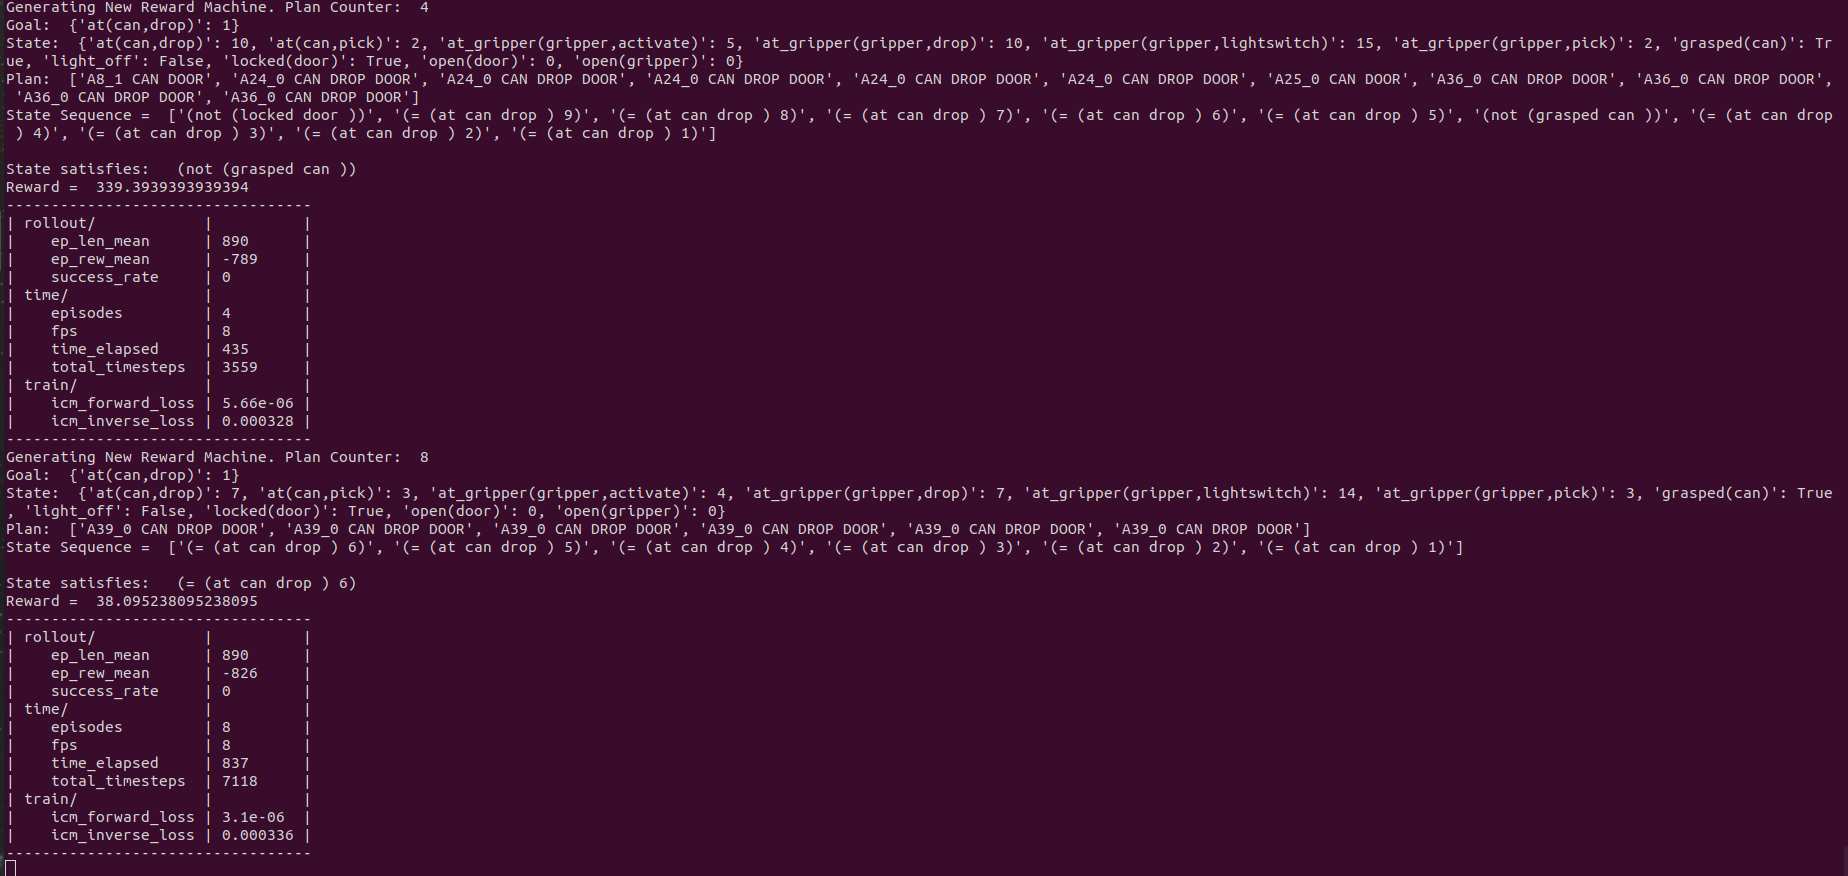 Generating New Reward Machine. Plan Counter:  4
Goal:  {'at(can,drop)': 1}
State:  {'at(can,drop)': 10, 'at(can,pick)': 2, 'at_gripper(gripper,activate)': 5, 'at_gripper(gripper,drop)': 10, 'at_gripper(gripper,lightswitch)': 15, 'at_gripper(gripper,pick)': 2, 'grasped(can)': Tr
ue, 'light_off': False, 'locked(door)': True, 'open(door)': 0, 'open(gripper)': 0}
Plan:  ['A8_1 CAN DOOR', 'A24_0 CAN DROP DOOR', 'A24_0 CAN DROP DOOR', 'A24_0 CAN DROP DOOR', 'A24_0 CAN DROP DOOR', 'A24_0 CAN DROP DOOR', 'A25_0 CAN DOOR', 'A36_0 CAN DROP DOOR', 'A36_0 CAN DROP DOOR',
 'A36_0 CAN DROP DOOR', 'A36_0 CAN DROP DOOR']
State Sequence =  ['(not (locked door ))', '(= (at can drop ) 9)', '(= (at can drop ) 8)', '(= (at can drop ) 7)', '(= (at can drop ) 6)', '(= (at can drop ) 5)', '(not (grasped can ))', '(= (at can drop
 ) 4)', '(= (at can drop ) 3)', '(= (at can drop ) 2)', '(= (at can drop ) 1)']

State satisfies:   (not (grasped can ))
Reward =  339.3939393939394
----------------------------------
| rollout/            |          |
|    ep_len_mean      | 890      |
|    ep_rew_mean      | -789     |
|    success_rate     | 0        |
| time/               |          |
|    episodes         | 4        |
|    fps              | 8        |
|    time_elapsed     | 435      |
|    total_timesteps  | 3559     |
| train/              |          |
|    icm_forward_loss | 5.66e-06 |
|    icm_inverse_loss | 0.000328 |
----------------------------------
Generating New Reward Machine. Plan Counter:  8
Goal:  {'at(can,drop)': 1}
State:  {'at(can,drop)': 7, 'at(can,pick)': 3, 'at_gripper(gripper,activate)': 4, 'at_gripper(gripper,drop)': 7, 'at_gripper(gripper,lightswitch)': 14, 'at_gripper(gripper,pick)': 3, 'grasped(can)': True
, 'light_off': False, 'locked(door)': True, 'open(door)': 0, 'open(gripper)': 0}
Plan:  ['A39_0 CAN DROP DOOR', 'A39_0 CAN DROP DOOR', 'A39_0 CAN DROP DOOR', 'A39_0 CAN DROP DOOR', 'A39_0 CAN DROP DOOR', 'A39_0 CAN DROP DOOR']
State Sequence =  ['(= (at can drop ) 6)', '(= (at can drop ) 5)', '(= (at can drop ) 4)', '(= (at can drop ) 3)', '(= (at can drop ) 2)', '(= (at can drop ) 1)']

State satisfies:   (= (at can drop ) 6)
Reward =  38.095238095238095
----------------------------------
| rollout/            |          |
|    ep_len_mean      | 890      |
|    ep_rew_mean      | -826     |
|    success_rate     | 0        |
| time/               |          |
|    episodes         | 8        |
|    fps              | 8        |
|    time_elapsed     | 837      |
|    total_timesteps  | 7118     |
| train/              |          |
|    icm_forward_loss | 3.1e-06  |
|    icm_inverse_loss | 0.000336 |
----------------------------------